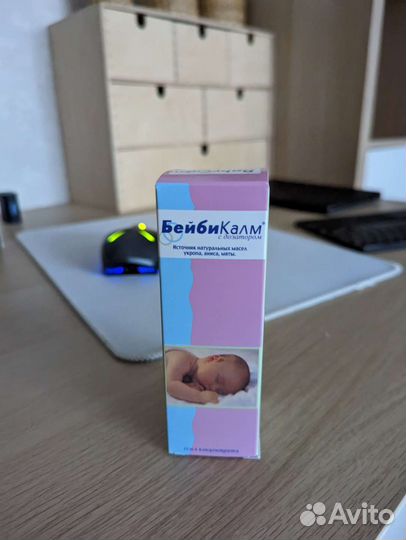 БейбиКалм®
с дозатором
Источник натуральных масел
укропа, аниса, мяты.
Avito